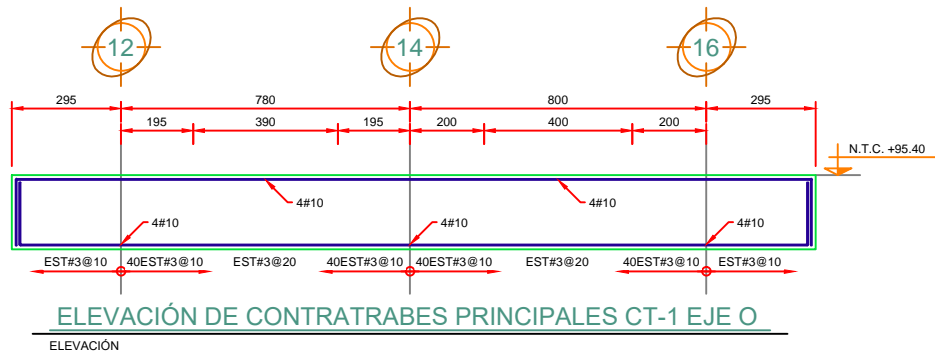 12 14 16
295 780 800 295
195 390 195 200 400 200
N.T.C. +95.40
4#10 4#10
4#10 4#10 4#10
EST#3@10 40EST#3@10 EST#3@20 40EST#3@10 40EST#3@10 EST#3@20 40EST#3@10 EST#3@10
ELEVACIÓN DE CONTRATRABES PRINCIPALES CT-1 EJE O
ELEVACIÓN